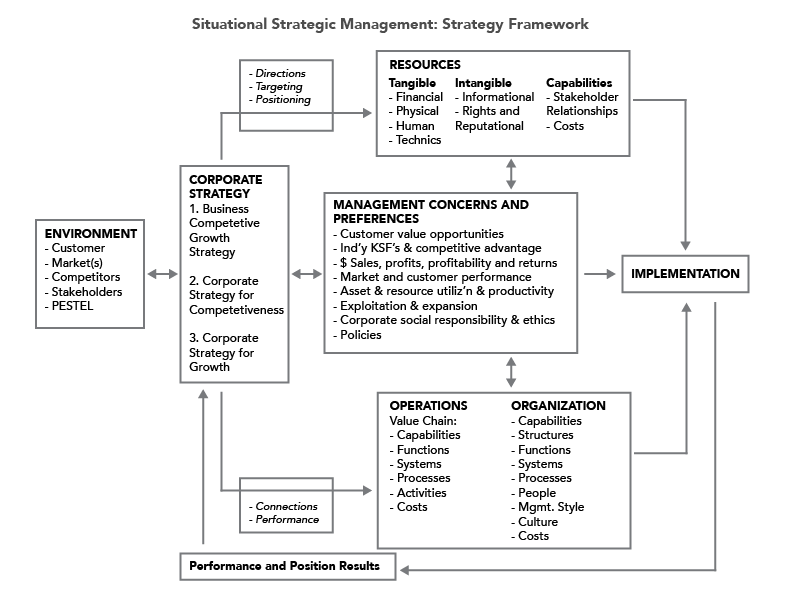 Situational Strategic Management: Strategy Framework
- Directions
- Targeting
- Positioning
RESOURCES
Tangible
- Financial
- Physical
- Human
- Technics
Intangible
- Informational
- Rights and
Reputational
Capabilities
- Stakeholder
Relationships
- Costs
ENVIRONMENT
- Customer
- Market(s)
- Competitors
- Stakeholders
- PESTEL
CORPORATE
STRATEGY
1. Business
Competetive
Growth
Strategy
2. Corporate
Strategy for
Competetiveness
3. Corporate
Strategy for
Growth
MANAGEMENT CONCERNS AND
PREFERENCES
- Customer value opportunities
- Ind'y KSF's & competitive advantage
- $ Sales, profits, profitability and returns
- Market and customer performance
- Asset & resource utiliz'n & productivity
- Exploitation & expansion
- Corporate social responsibility & ethics
- Policies
IMPLEMENTATION
- Connections
- Performance
OPERATIONS
Value Chain:
- Capabilities
- Functions
- Systems
- Processes
- Activities
- Costs
ORGANIZATION
- Capabilities
- Structures
- Functions
- Systems
- Processes
- People
- Mgmt. Style
- Culture
- Costs
Performance and Position Results